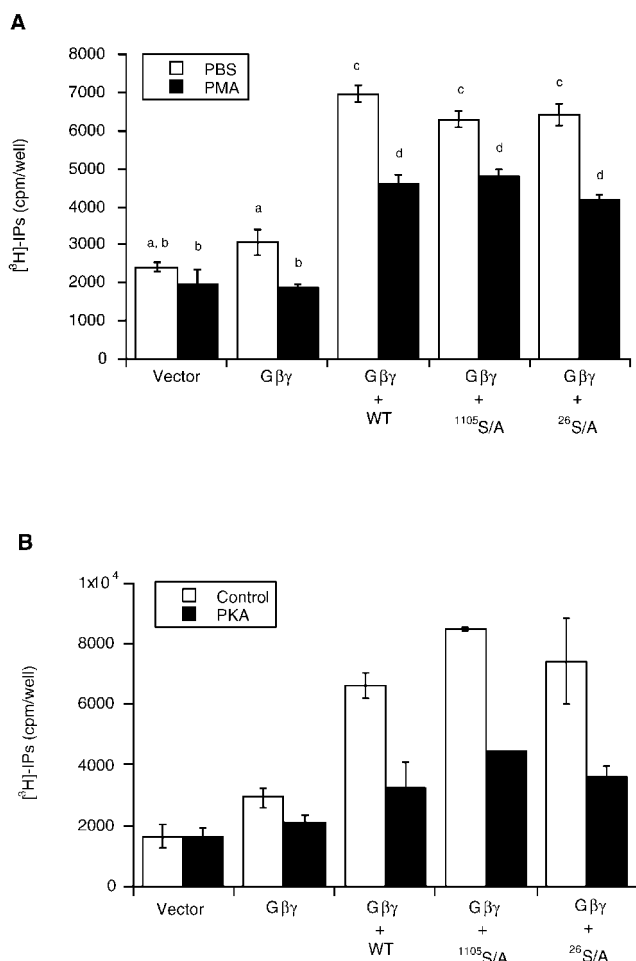 A
8000
7000
6000
5000
4000
3000
2000
1000
0
[³H]-IPs (cpm/well)
PBS
PMA
a, b
b
a
b
c
d
c
d
c
d
Vector
Gβγ
Gβγ
+
WT
Gβγ
+
¹¹⁰⁵S/A
Gβγ
+
²⁶S/A
B
1x10⁴
8000
6000
4000
2000
0
[³H]-IPs (cpm/well)
Control
PKA
Vector
Gβγ
Gβγ
+
WT
Gβγ
+
¹¹⁰⁵S/A
Gβγ
+
²⁶S/A